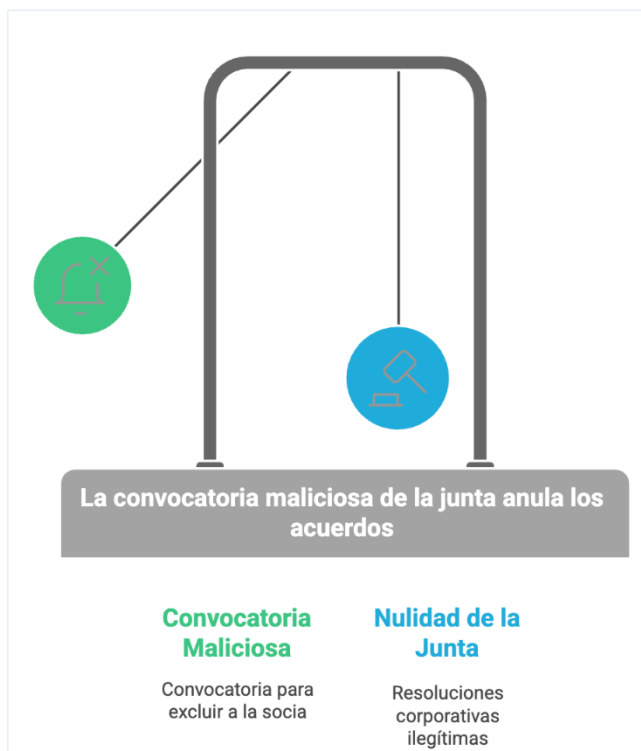 La convocatoria maliciosa de la junta anula los
acuerdos
Convocatoria
Maliciosa
Convocatoria para
excluir a la socia
Nulidad de la
Junta
Resoluciones
corporativas
ilegítimas